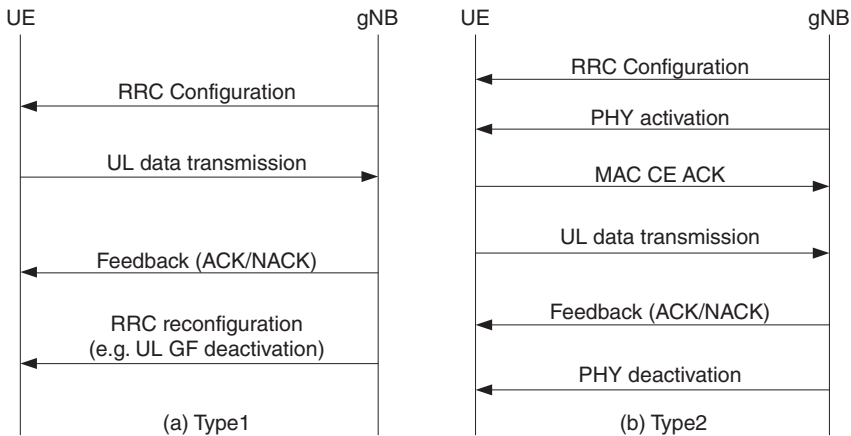 UE
gNB
RRC Configuration
UL data transmission
Feedback (ACK/NACK)
RRC reconfiguration
(e.g. UL GF deactivation)
(a) Type1
UE
gNB
RRC Configuration
PHY activation
MAC CE ACK
UL data transmission
Feedback (ACK/NACK)
PHY deactivation
(b) Type2